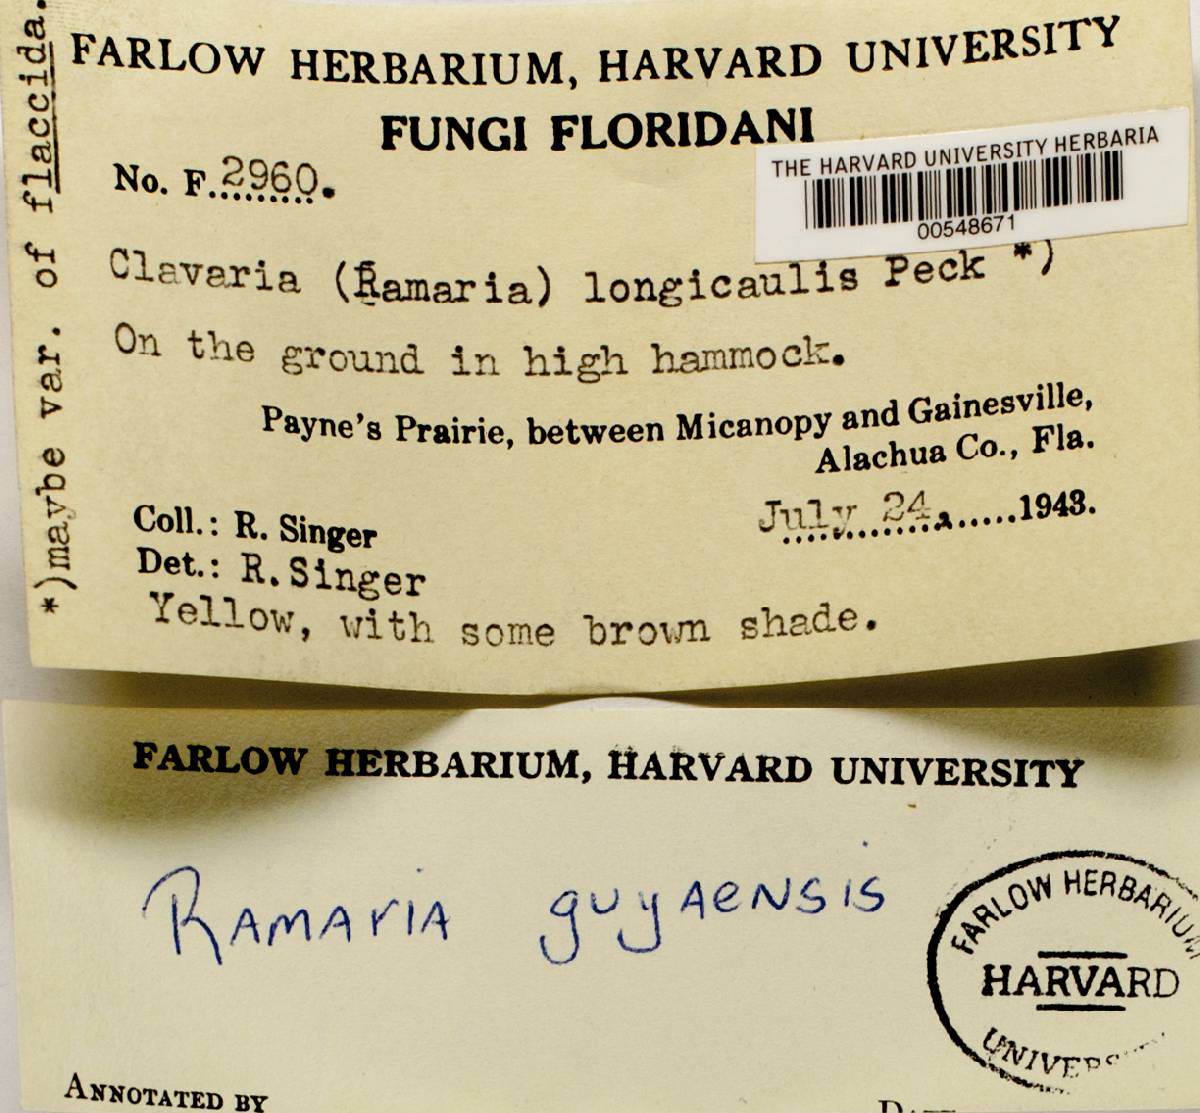 FARLOW HERBARIUM, HARVARD UNIVERSITY
FUNGI FLORIDANI
No. F. 2960.
THE HARVARD UNIVERSITY HERBARIA
00548671
Clavaria (Ramaria) longicaulis Peck *)
On the ground in high hammock.
Payne's Prairie, between Micanopy and Gainesville,
Alachua Co., Fla.
July 24, 1943.
Coll.: R. Singer
Det.: R. Singer
Yellow, with some brown shade.
*)maybe var. of flaccida.
FARLOW HERBARIUM, HARVARD UNIVERSITY
Ramaria guyaensis
FARLOW HERBARIUM
HARVARD
UNIVERS
ANNOTATED BY